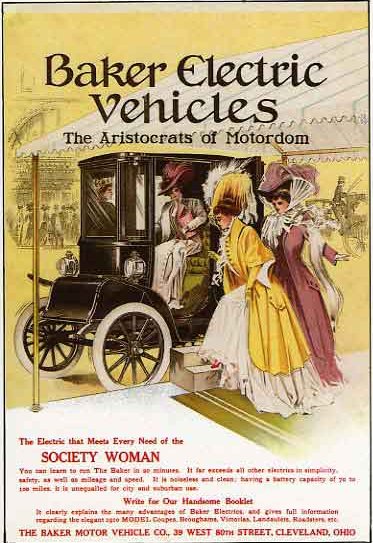 Baker Electric
Vehicles
The Aristocrats of Motordom
The Electric that Meets Every Need of the
SOCIETY WOMAN
You can learn to run The Baker in 20 minutes. It far exceeds all other electrics in simplicity,
safety, as well as mileage and speed. It is noiseless and clean; having a battery capacity of 70 to
100 miles. It is unequalled for city and suburban use.
Write for Our Handsome Booklet
It clearly explains the many advantages of Baker Electrics, and gives full information
regarding the elegant 1910 MODEL Coupes, Broughams, Victorias, Landaulets, Roadsters, etc.
THE BAKER MOTOR VEHICLE CO., 39 WEST 80TH STREET, CLEVELAND, OHIO